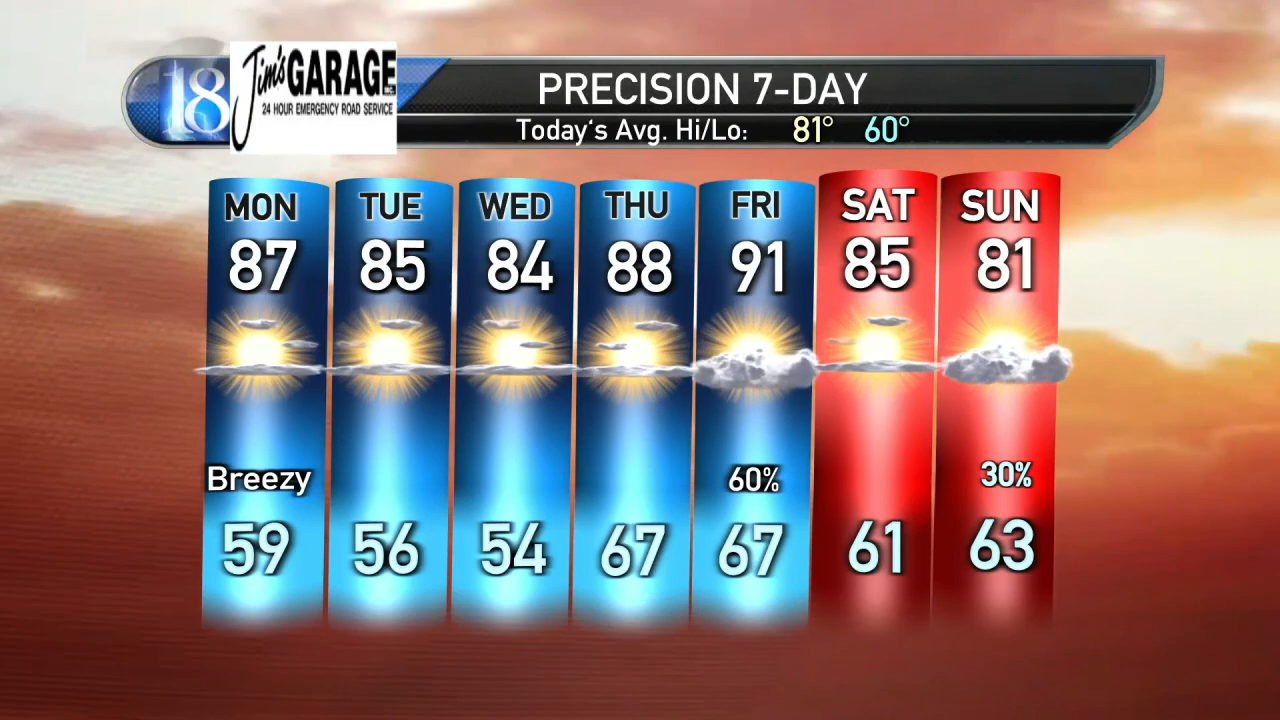 18
Jim's GARAGE INC.
24 HOUR EMERGENCY ROAD SERVICE
PRECISION 7-DAY
Today's Avg. Hi/Lo: 81° 60°
MON TUE WED THU FRI SAT SUN
87 85 84 88 91 85 81
Breezy 60% 30%
59 56 54 67 67 61 63